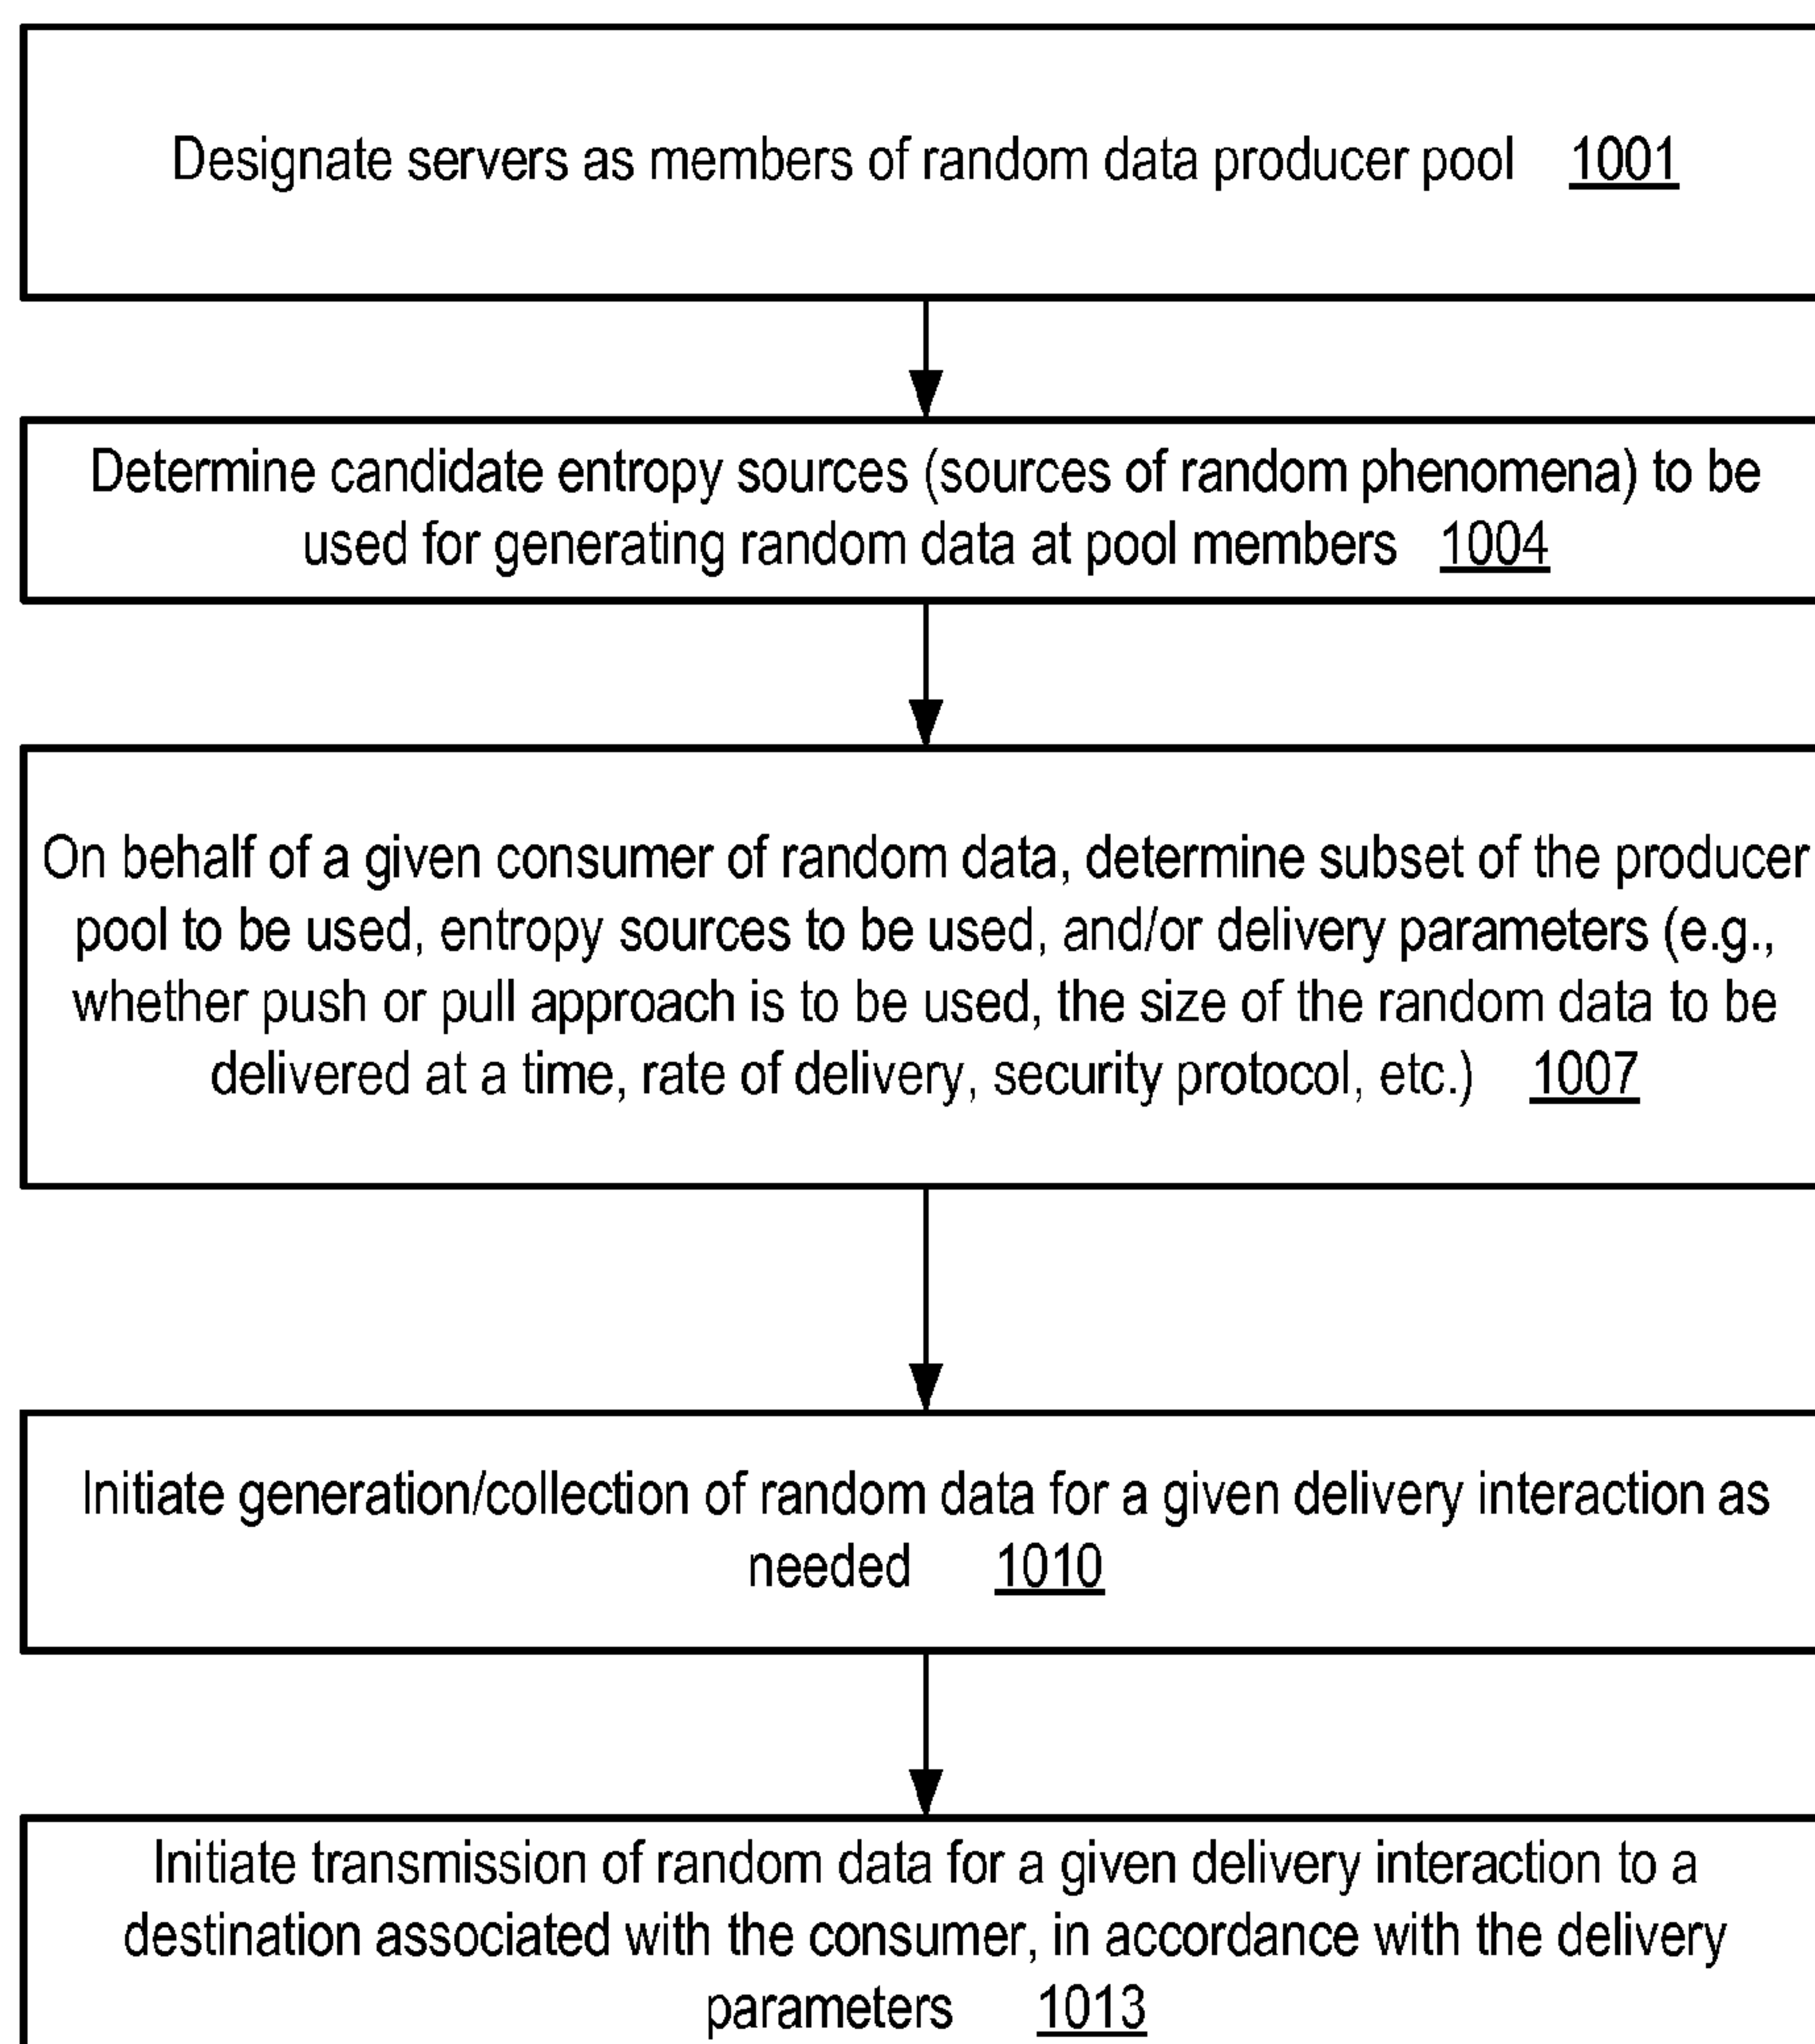 Designate servers as members of random data producer pool 1001
Determine candidate entropy sources (sources of random phenomena) to be
used for generating random data at pool members 1004
On behalf of a given consumer of random data, determine subset of the producer
pool to be used, entropy sources to be used, and/or delivery parameters (e.g.,
whether push or pull approach is to be used, the size of the random data to be
delivered at a time, rate of delivery, security protocol, etc.) 1007
Initiate generation/collection of random data for a given delivery interaction as
needed 1010
Initiate transmission of random data for a given delivery interaction to a
destination associated with the consumer, in accordance with the delivery
parameters 1013